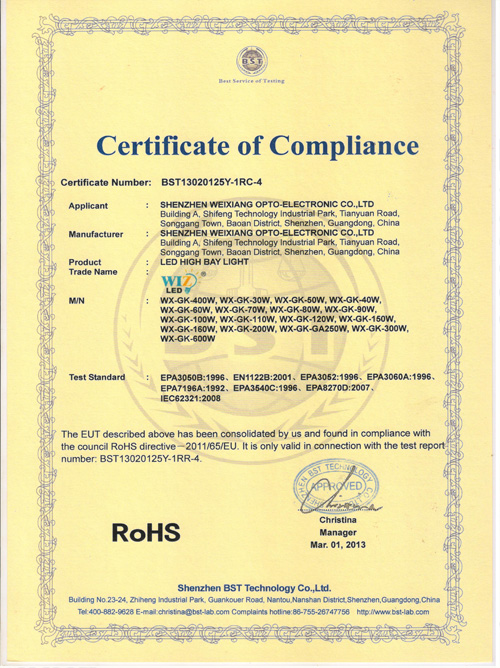 BST
Best Service of Testing
Certificate of Compliance
Certificate Number: BST13020125Y-1RC-4
Applicant : SHENZHEN WEIXIANG OPTO-ELECTRONIC CO.,LTD
Building A, Shifeng Technology Industrial Park, Tianyuan Road,
Songgang Town, Baoan District, Shenzhen, Guangdong, China
Manufacturer : SHENZHEN WEIXIANG OPTO-ELECTRONIC CO.,LTD
Building A, Shifeng Technology Industrial Park, Tianyuan Road,
Songgang Town, Baoan District, Shenzhen, Guangdong, China
Product : LED HIGH BAY LIGHT
Trade Name :
WIZ ®
LED
M/N : WX-GK-400W, WX-GK-30W, WX-GK-50W, WX-GK-40W,
WX-GK-60W, WX-GK-70W, WX-GK-80W, WX-GK-90W,
WX-GK-100W, WX-GK-110W, WX-GK-120W, WX-GK-150W,
WX-GK-160W, WX-GK-200W, WX-GK-GA250W, WX-GK-300W,
WX-GK-600W
BST
Test Standard : EPA3050B:1996、EN1122B:2001、EPA3052:1996、EPA3060A:1996、
EPA7196A:1992、EPA3540C:1996、EPA8270D:2007、
IEC62321:2008
The EUT described above has been consolidated by us and found in compliance with
the council RoHS directive－2011/65/EU. It is only valid in connection with the test report
number: BST13020125Y-1RR-4.
SHENZHEN BST TECHNOLOGY CO.,LTD
APPROVED
Christina
Manager
Mar. 01, 2013
RoHS
Shenzhen BST Technology Co.,Ltd.
Building No.23-24, Zhiheng Industrial Park, Guankouer Road, Nantou,Nanshan District,Shenzhen,Guangdong,China
Tel:400-882-9628 E-mail:christina@bst-lab.com Complaints hotline:86-755-26747756 http://www.bst-lab.com